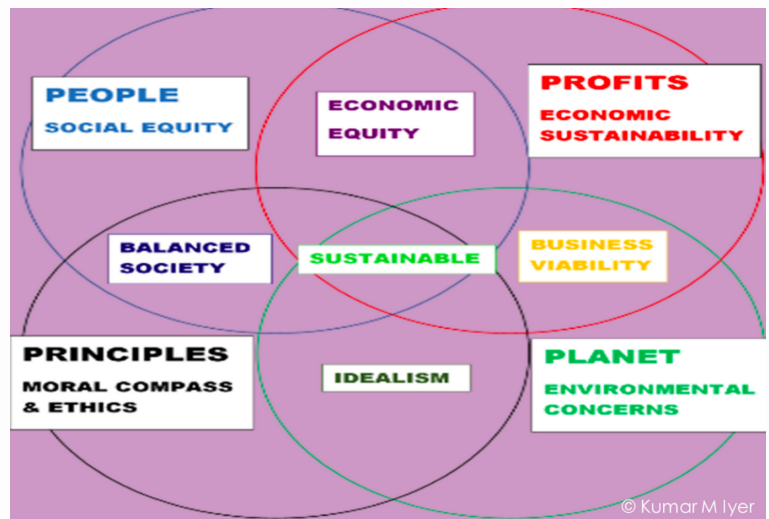 PEOPLE
SOCIAL EQUITY
ECONOMIC
EQUITY
PROFITS
ECONOMIC
SUSTAINABILITY
BALANCED
SOCIETY
SUSTAINABLE
BUSINESS
VIABILITY
PRINCIPLES
MORAL COMPASS
& ETHICS
IDEALISM
PLANET
ENVIRONMENTAL
CONCERNS
© Kumar M Iyer